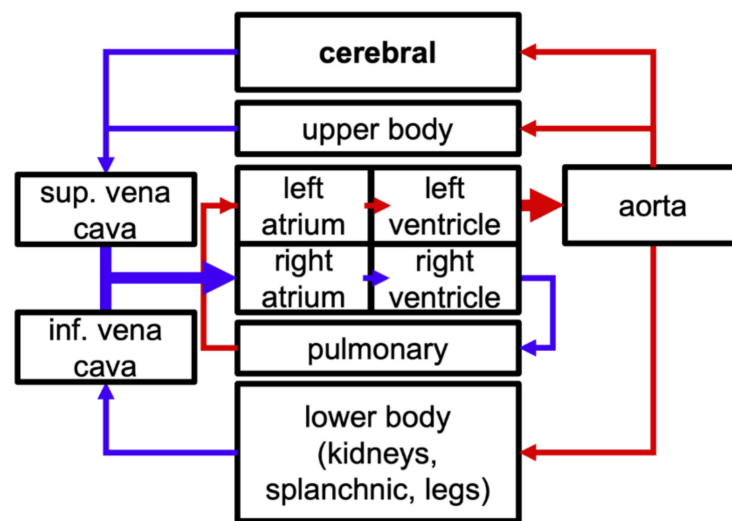 cerebral
upper body
sup. vena
cava
left
atrium
left
ventricle
aorta
right
atrium
right
ventricle
inf. vena
cava
pulmonary
lower body
(kidneys,
splanchnic, legs)